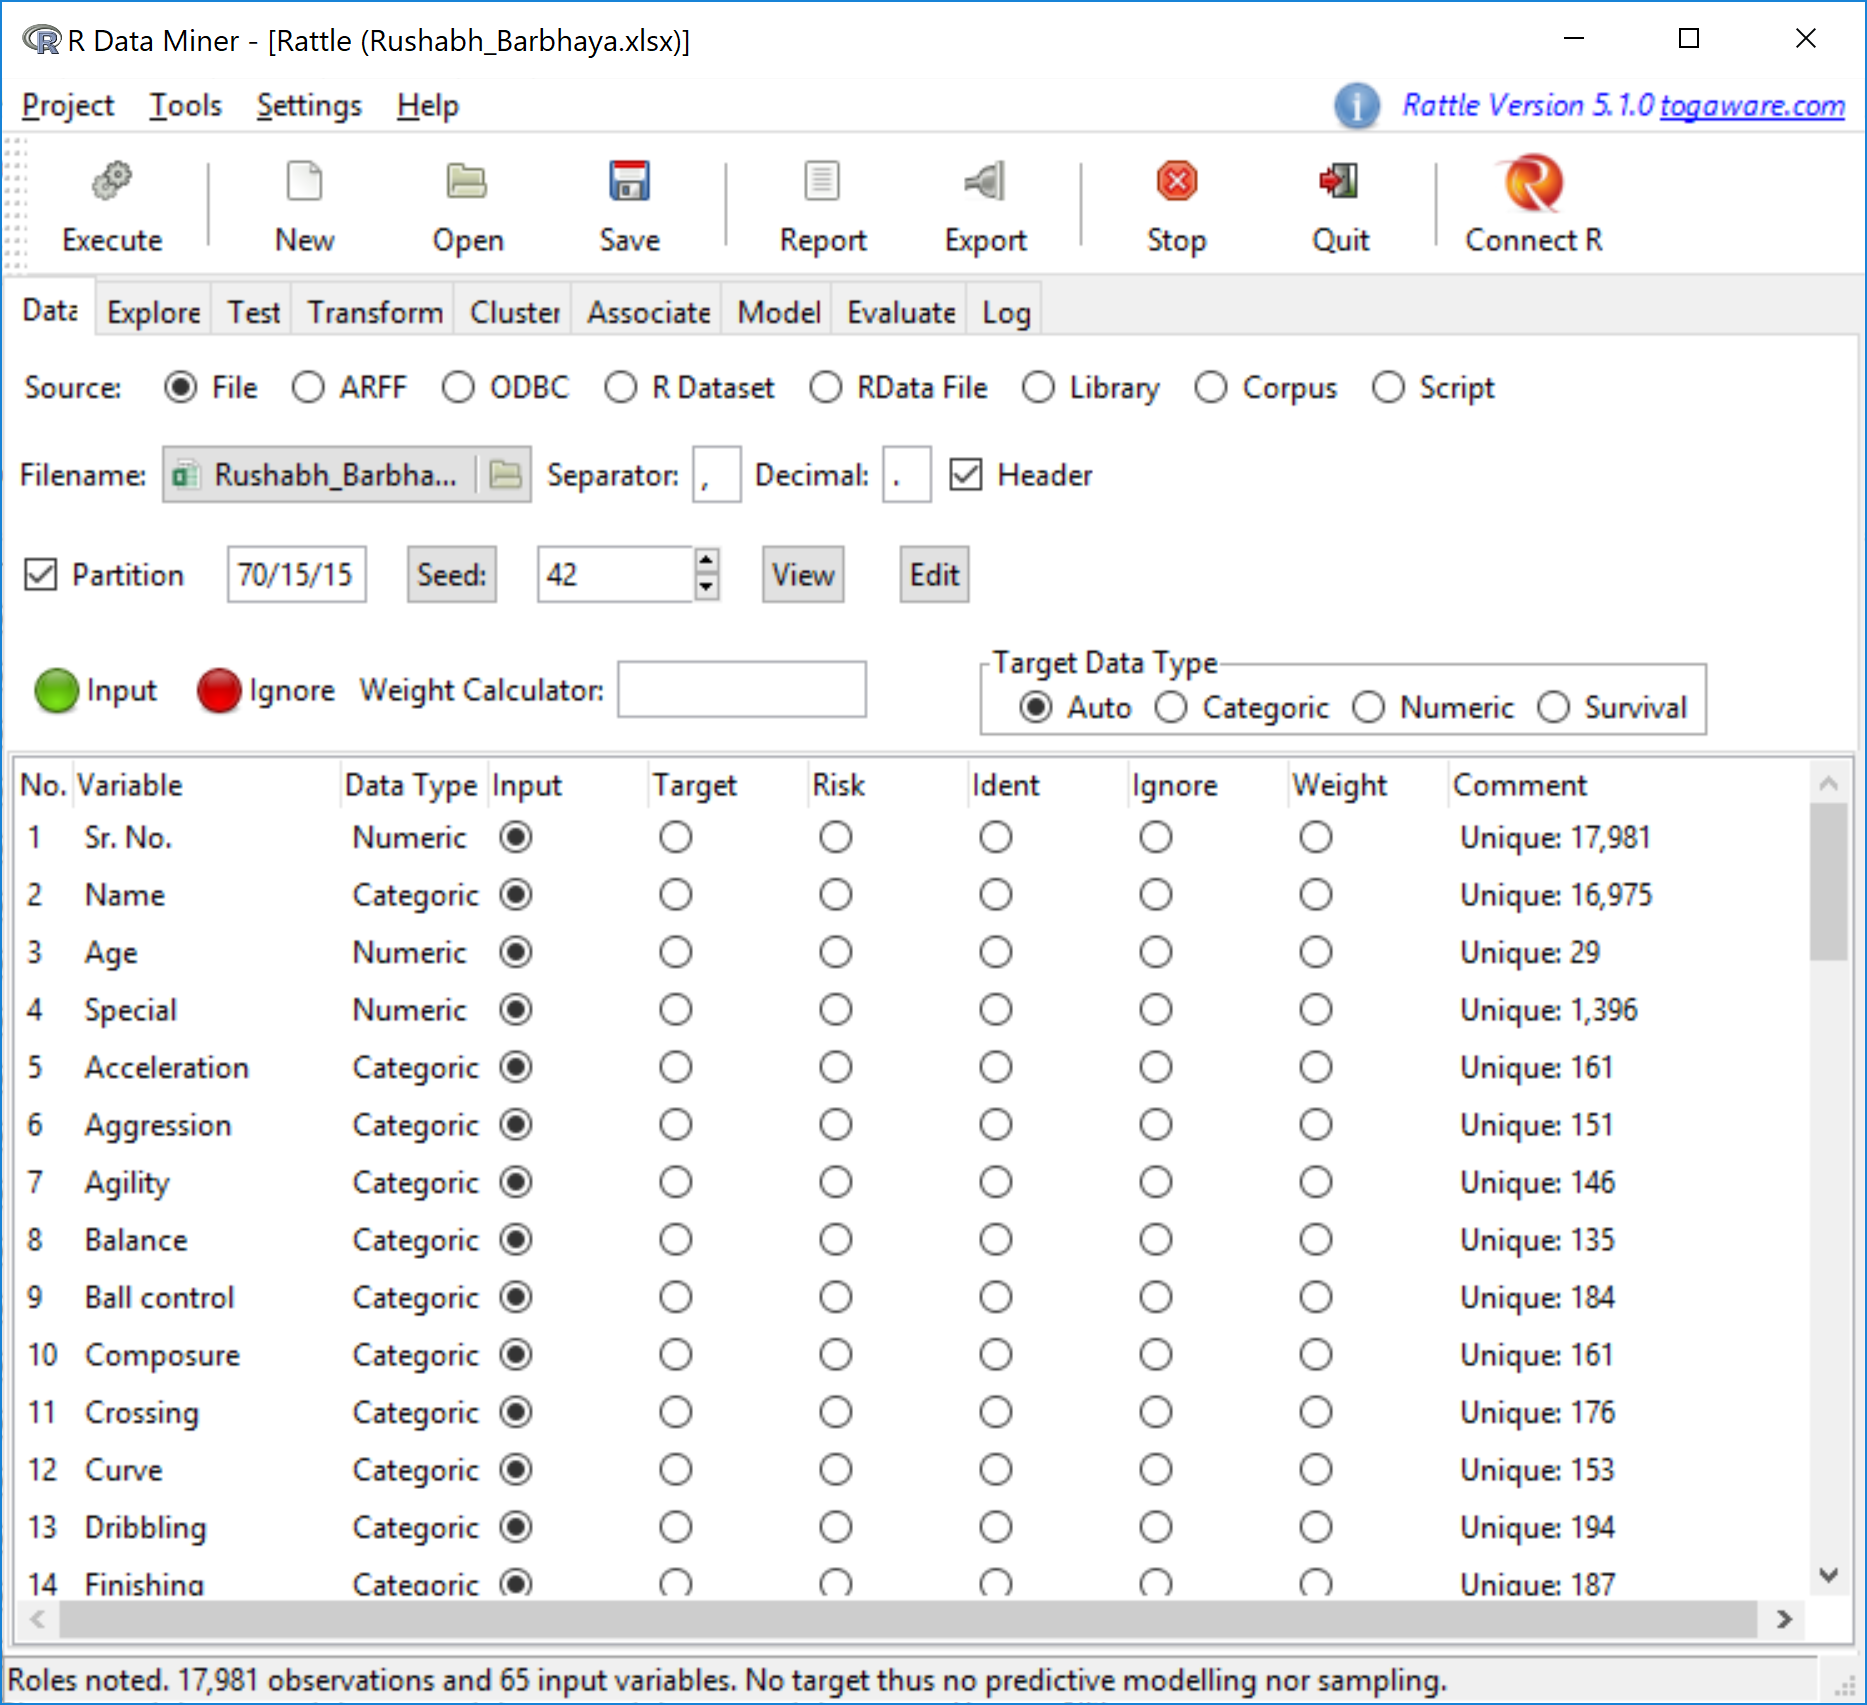 R Data Miner - [Rattle (Rushabh_Barbhaya.xlsx)]
Project Tools Settings Help Rattle Version 5.1.0 togaware.com
Execute New Open Save Report Export Stop Quit Connect R
Data Explore Test Transform Cluster Associate Model Evaluate Log
Source: File ARFF ODBC R Dataset RData File Library Corpus Script
Filename: Rushabh_Barbha... Separator: , Decimal: . Header
Partition 70/15/15 Seed: 42 View Edit
Target Data Type
Input Ignore Weight Calculator: Auto Categoric Numeric Survival
No. Variable Data Type Input Target Risk Ident Ignore Weight Comment
1 Sr. No. Numeric Unique: 17,981
2 Name Categoric Unique: 16,975
3 Age Numeric Unique: 29
4 Special Numeric Unique: 1,396
5 Acceleration Categoric Unique: 161
6 Aggression Categoric Unique: 151
7 Agility Categoric Unique: 146
8 Balance Categoric Unique: 135
9 Ball control Categoric Unique: 184
10 Composure Categoric Unique: 161
11 Crossing Categoric Unique: 176
12 Curve Categoric Unique: 153
13 Dribbling Categoric Unique: 194
14 Finishing Categoric Unique: 187
Roles noted. 17,981 observations and 65 input variables. No target thus no predictive modelling nor sampling.